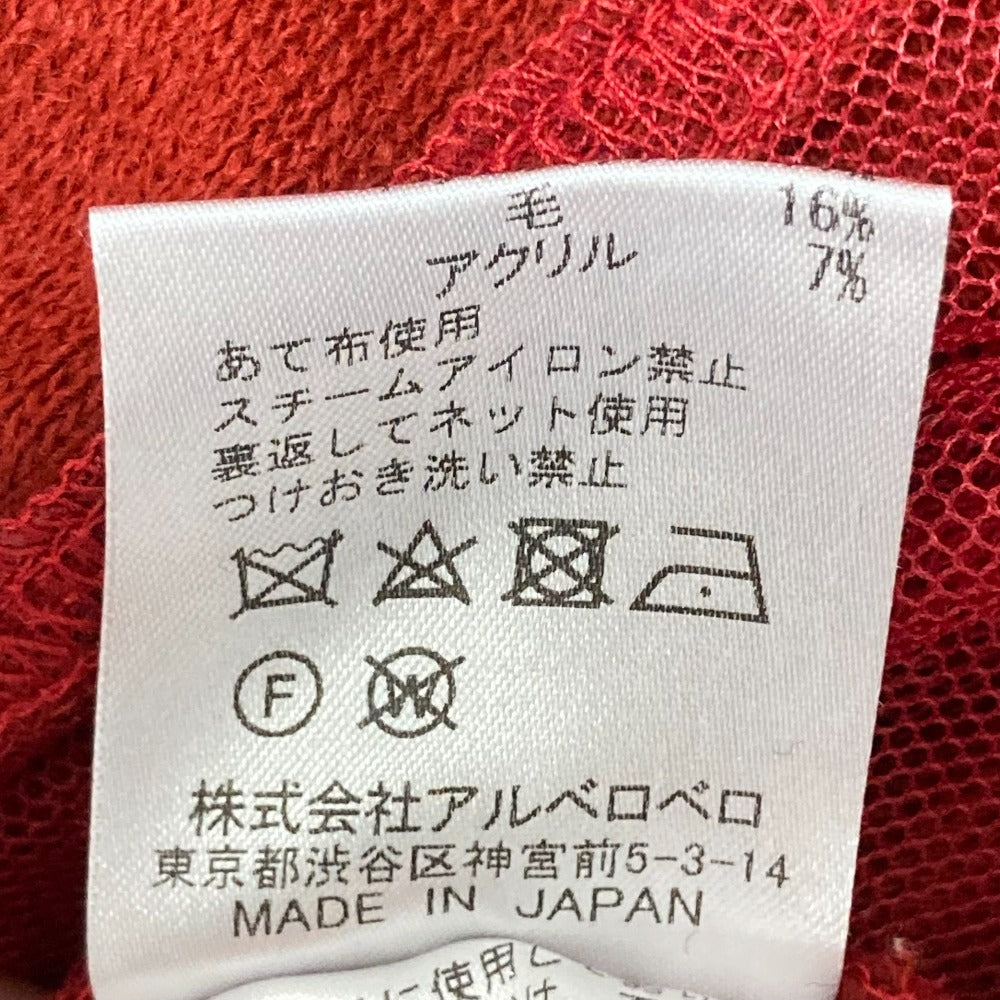 毛 16%
アクリル 7%
あて布使用
スチームアイロン禁止
裏返してネット使用
つけおき洗い禁止
F W
株式会社アルベロベロ
東京都渋谷区神宮前5-3-14
MADE IN JAPAN
に使用